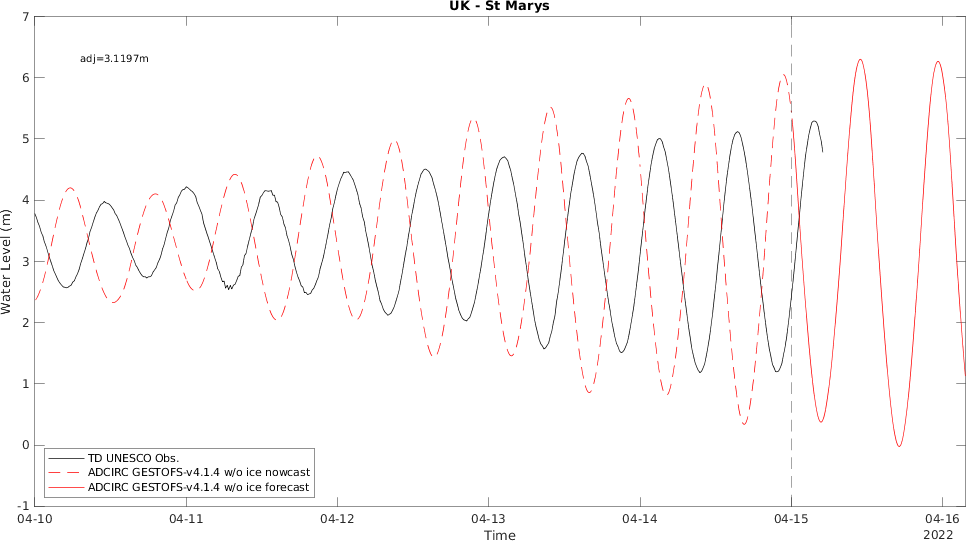 UK - St Marys
7
adj=3.1197m
6
5
4
3
2
1
0
-1
Water Level (m)
TD UNESCO Obs.
ADCIRC GESTOFS-v4.1.4 w/o ice nowcast
ADCIRC GESTOFS-v4.1.4 w/o ice forecast
04-10 04-11 04-12 04-13 04-14 04-15 04-16
Time 2022